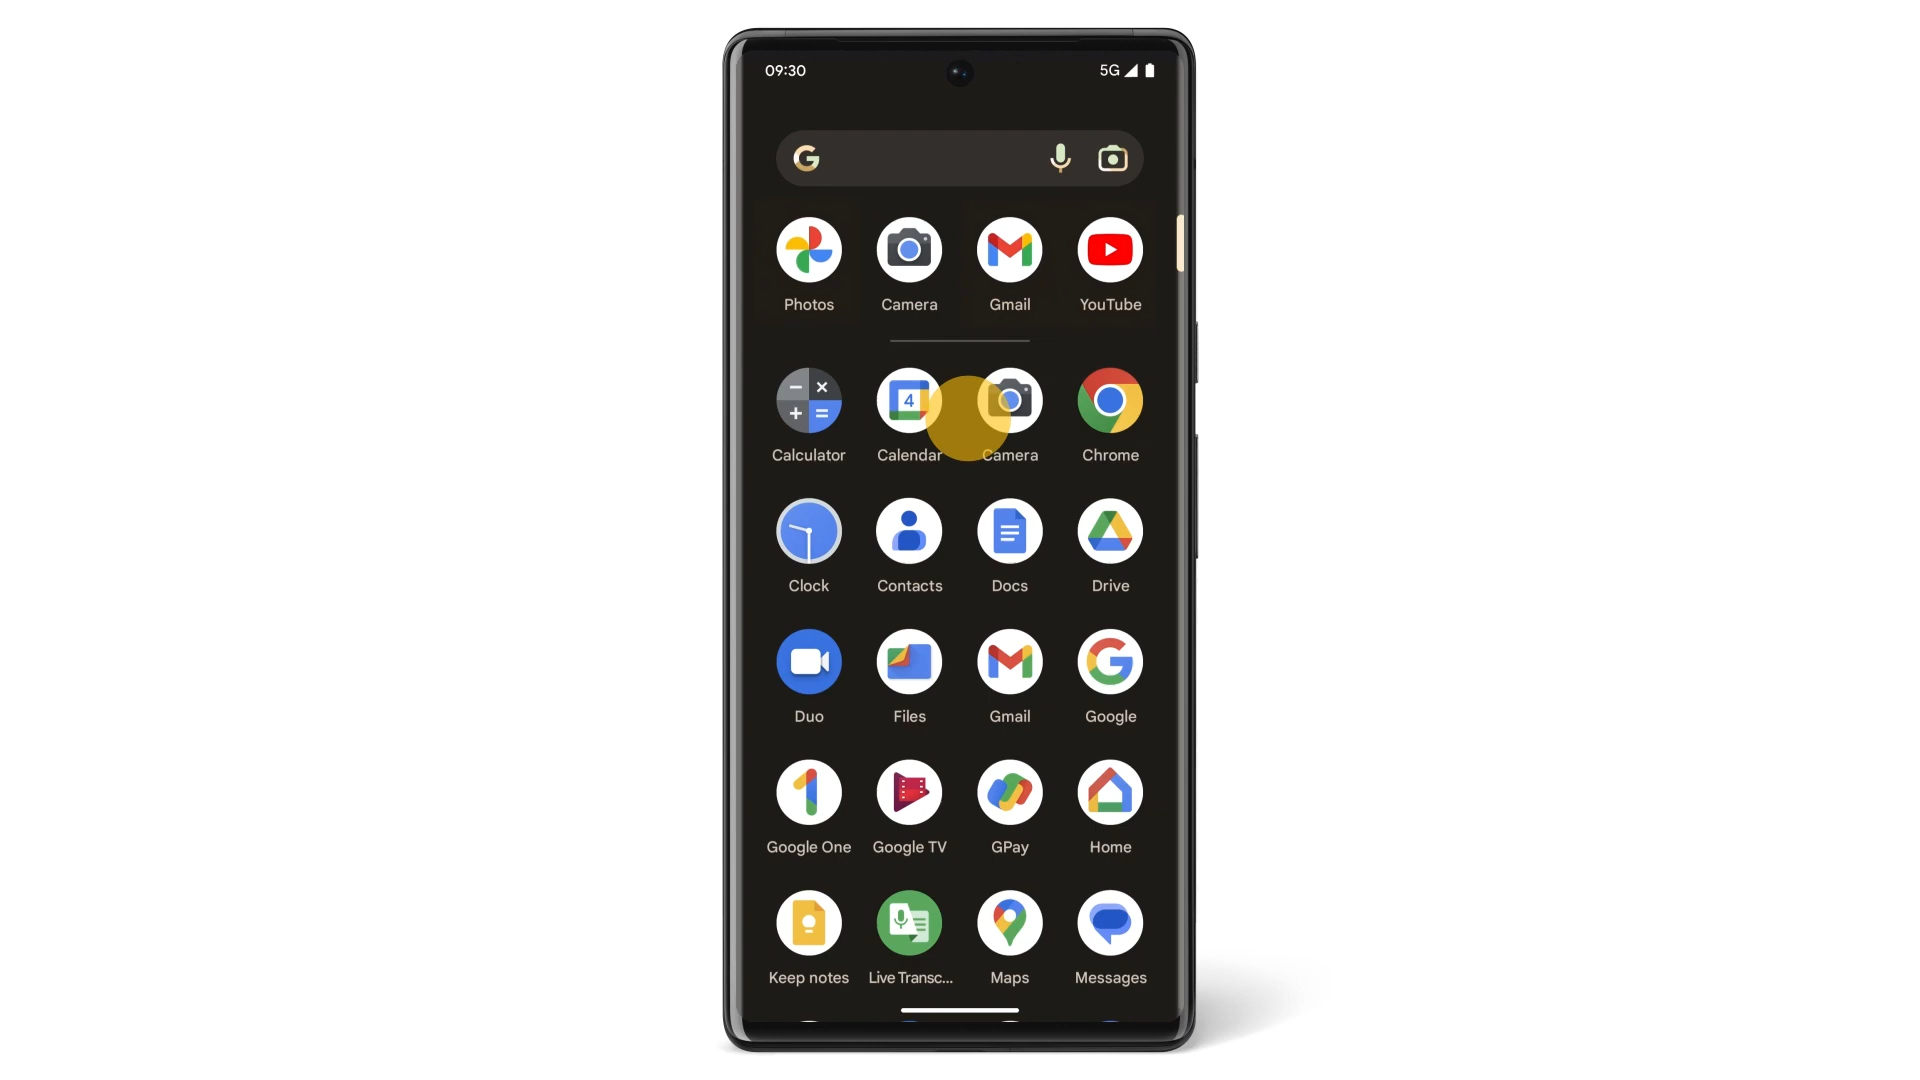 09:30 5G
Photos Camera Gmail YouTube
4
Calculator Calendar Camera Chrome
Clock Contacts Docs Drive
Duo Files Gmail Google
Google One Google TV GPay Home
Keep notes Live Transc... Maps Messages